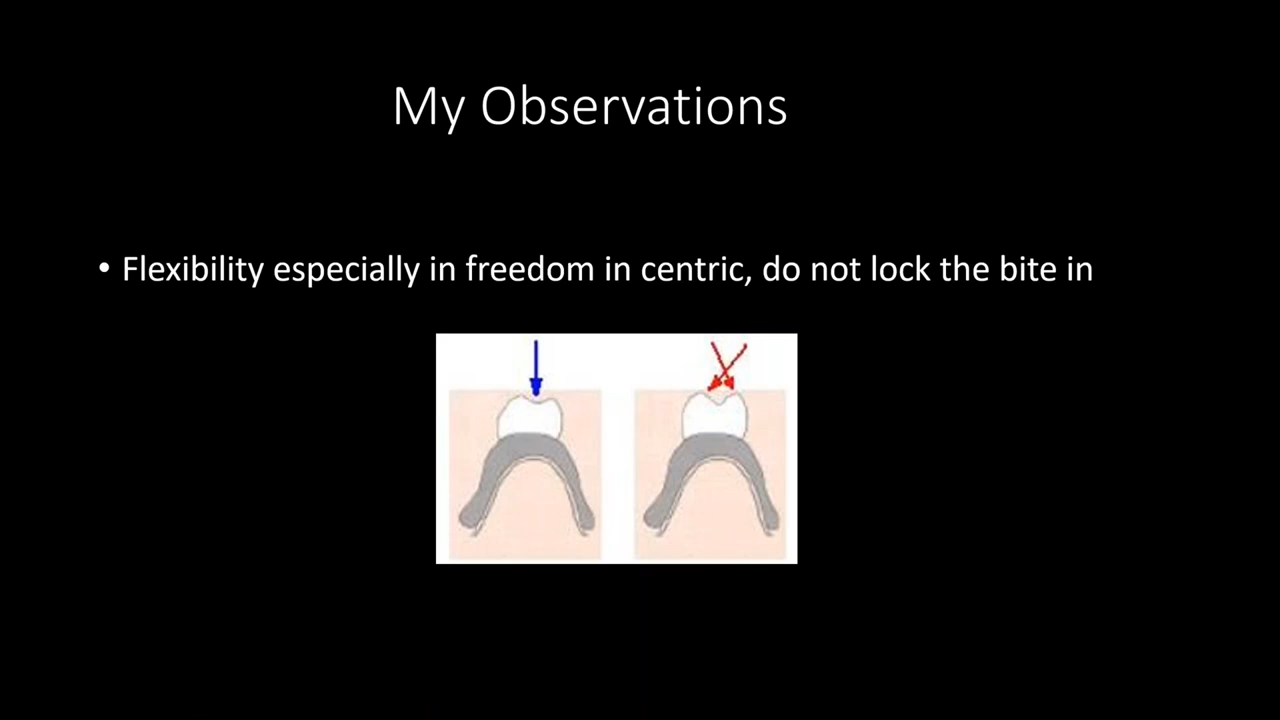 My Observations
• Flexibility especially in freedom in centric, do not lock the bite in